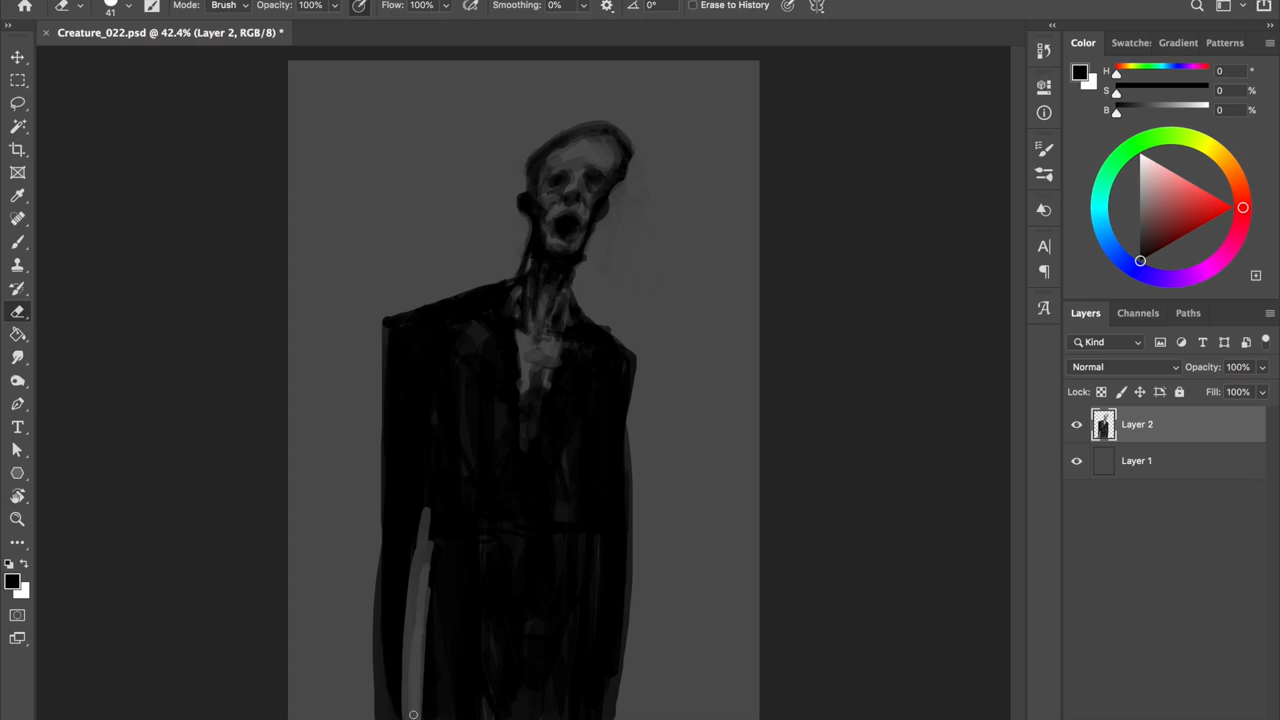 Mode: Brush Opacity: 100% Flow: 100% Smoothing: 0% 0° Erase to History
41
Creature_022.psd @ 42.4% (Layer 2, RGB/8) *
Color Swatche: Gradient Patterns
H 0 °
S 0 %
B 0 %
Layers Channels Paths
Kind
Normal Opacity: 100%
Lock: Fill: 100%
Layer 2
Layer 1